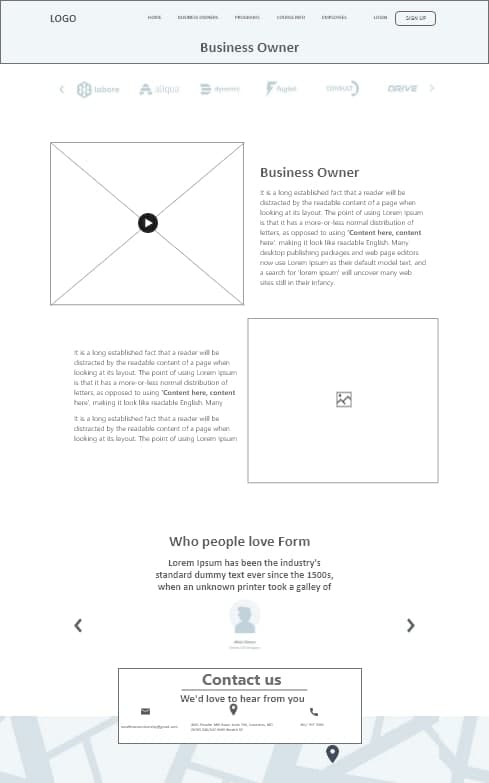 LOGO
HOME BUSINESS OWNERS PROGRAMS COURSE INFO EMPLOYEES LOGIN SIGN UP
Business Owner
labore aliqua dynamic fugiat consult DRIVE
Business Owner
It is a long established fact that a reader will be
distracted by the readable content of a page when
looking at its layout. The point of using Lorem Ipsum
is that it has a more-or-less normal distribution of
letters, as opposed to using 'Content here, content
here', making it look like readable English. Many
desktop publishing packages and web page editors
now use Lorem Ipsum as their default model text, and
a search for 'lorem ipsum' will uncover many web
sites still in their infancy.
It is a long established fact that a reader will be
distracted by the readable content of a page when
looking at its layout. The point of using Lorem Ipsum
is that it has a more-or-less normal distribution of
letters, as opposed to using 'Content here, content
here', making it look like readable English. Many
It is a long established fact that a reader will be
distracted by the readable content of a page when
looking at its layout. The point of using Lorem Ipsum
Who people love Form
Lorem Ipsum has been the industry's
standard dummy text ever since the 1500s,
when an unknown printer took a galley of
Contact us
We'd love to hear from you